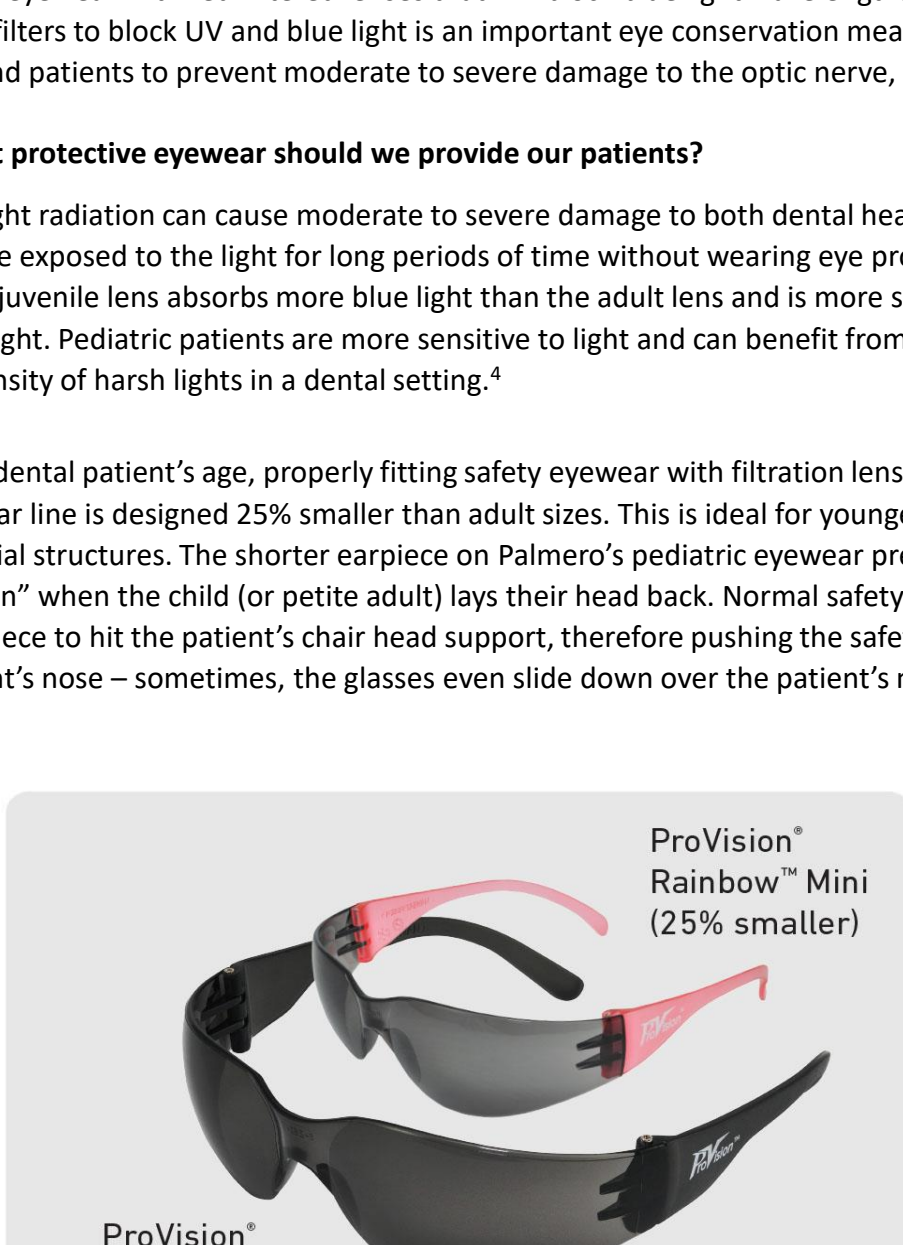 filters to block UV and blue light is an important eye conservation mea
nd patients to prevent moderate to severe damage to the optic nerve,
t protective eyewear should we provide our patients?
ght radiation can cause moderate to severe damage to both dental hea
e exposed to the light for long periods of time without wearing eye pro
juvenile lens absorbs more blue light than the adult lens and is more s
ght. Pediatric patients are more sensitive to light and can benefit from
nsity of harsh lights in a dental setting.4
dental patient’s age, properly fitting safety eyewear with filtration lens
ar line is designed 25% smaller than adult sizes. This is ideal for younge
ial structures. The shorter earpiece on Palmero’s pediatric eyewear pre
n” when the child (or petite adult) lays their head back. Normal safety
iece to hit the patient’s chair head support, therefore pushing the safet
nt’s nose – sometimes, the glasses even slide down over the patient’s n
ProVision®
Rainbow™ Mini
(25% smaller)
ProVision
ProVision™
ProVision®